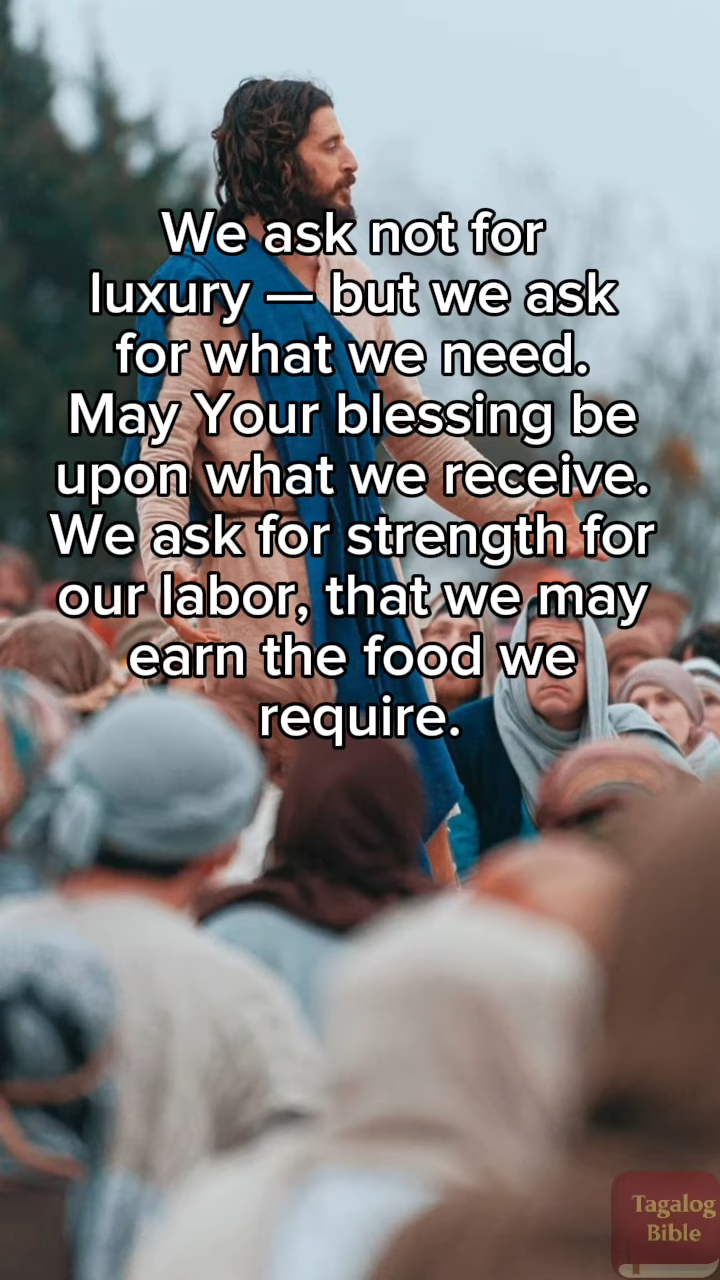 We ask not for
luxury — but we ask
for what we need.
May Your blessing be
upon what we receive.
We ask for strength for
our labor, that we may
earn the food we
require.
Tagalog
Bible